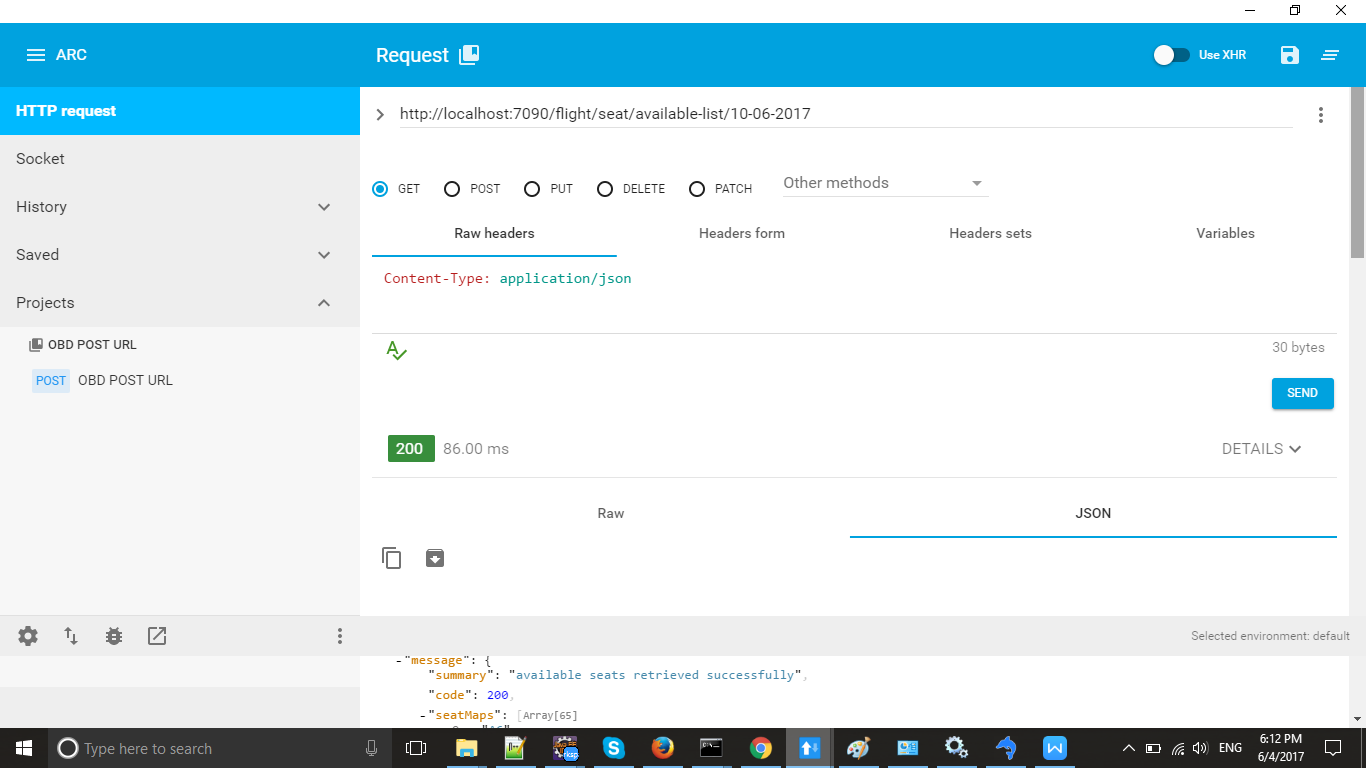 ARC
Request
Use XHR
HTTP request
Socket
History
Saved
Projects
OBD POST URL
POST OBD POST URL
http://localhost:7090/flight/seat/available-list/10-06-2017
GET POST PUT DELETE PATCH Other methods
Raw headers Headers form Headers sets Variables
Content-Type: application/json
30 bytes
SEND
200 86.00 ms DETAILS
Raw JSON
Selected environment: default
-"message": {
"summary": "available seats retrieved successfully",
"code": 200,
-"seatMaps": [Array[65]
Type here to search
ENG
6:12 PM
6/4/2017